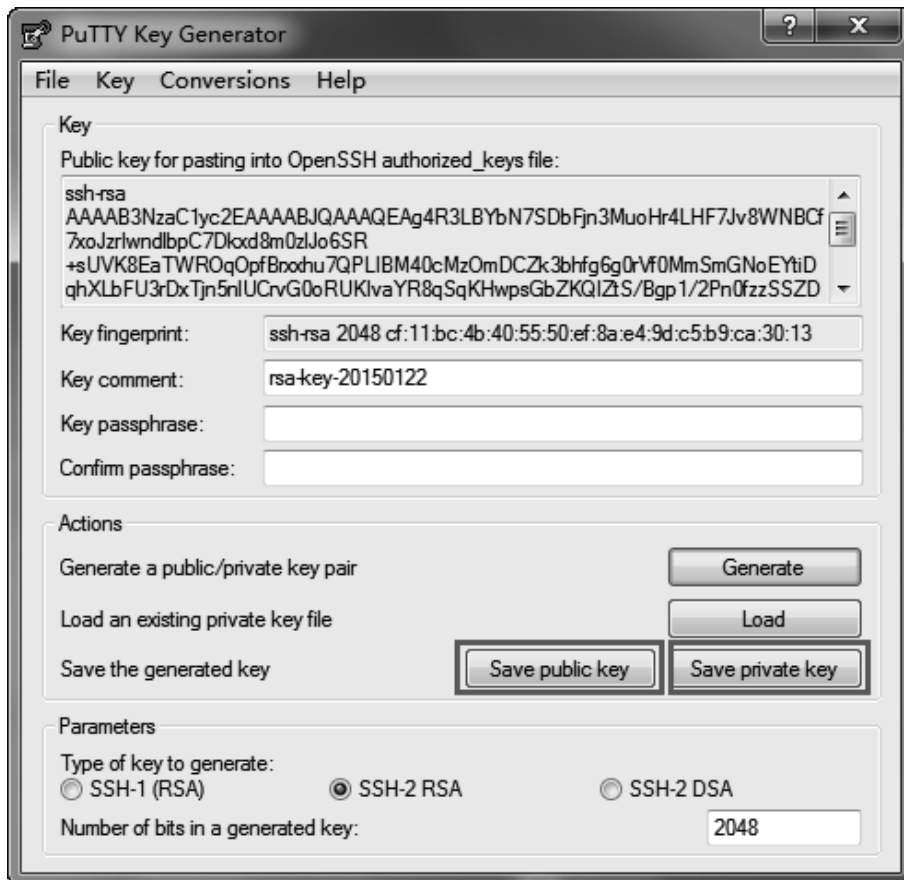 PuTTY Key Generator
? X
File Key Conversions Help
Key
Public key for pasting into OpenSSH authorized_keys file:
ssh-rsa
AAAAB3NzaC1yc2EAAAABJQAAAQEAg4R3LBYbN7SDbFjn3MuoHr4LHF7Jv8WNBCf
7xoJzrlwndlbpC7Dkxd8m0zlJo6SR
+sUVK8EaTWROqOpfBrxxhu7QPLIBM40cMzOmDCZk3bhfg6g0rVf0MmSmGNoEYtiD
qhXLbFU3rDxTjn5nIUCrvG0oRUKlvaYR8qSqKHwpsGbZKQIZtS/Bgp1/2Pn0fzzSSZD
Key fingerprint: ssh-rsa 2048 cf:11:bc:4b:40:55:50:ef:8a:e4:9d:c5:b9:ca:30:13
Key comment: rsa-key-20150122
Key passphrase:
Confirm passphrase:
Actions
Generate a public/private key pair Generate
Load an existing private key file Load
Save the generated key Save public key Save private key
Parameters
Type of key to generate:
SSH-1 (RSA) SSH-2 RSA SSH-2 DSA
Number of bits in a generated key: 2048